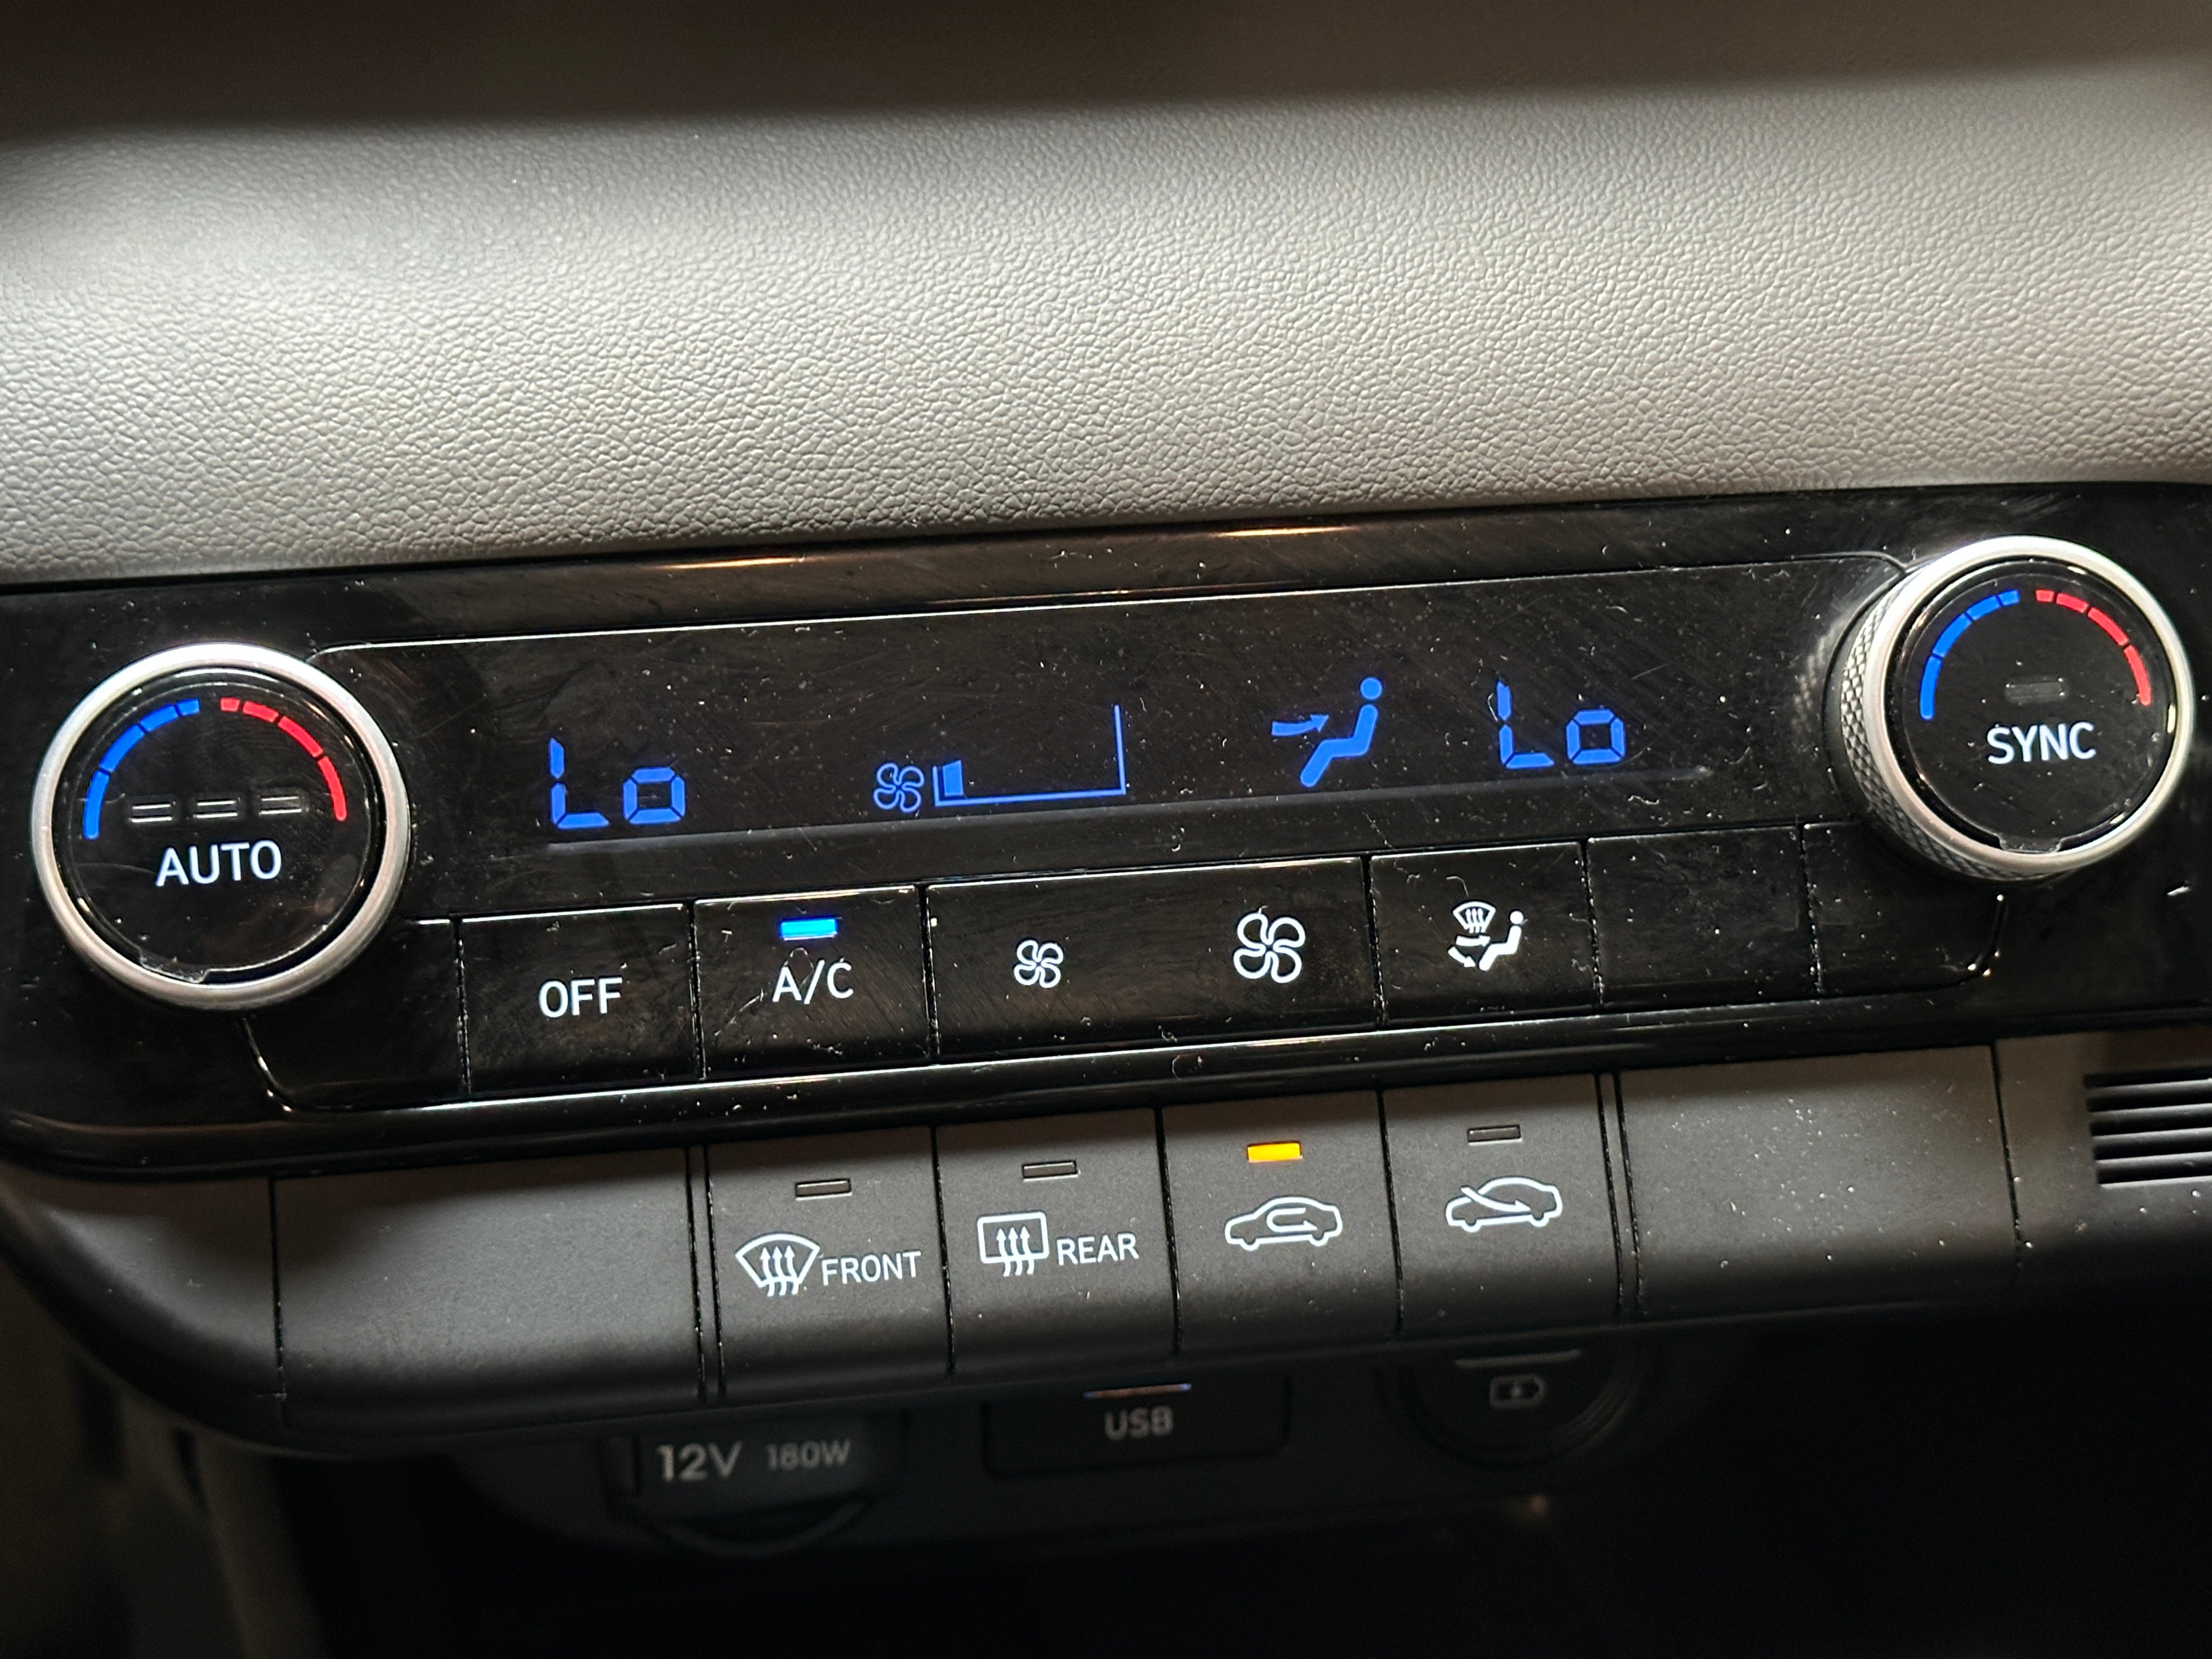 Lo
Lo
AUTO
SYNC
OFF
A/C
FRONT
REAR
12V 180W
USB